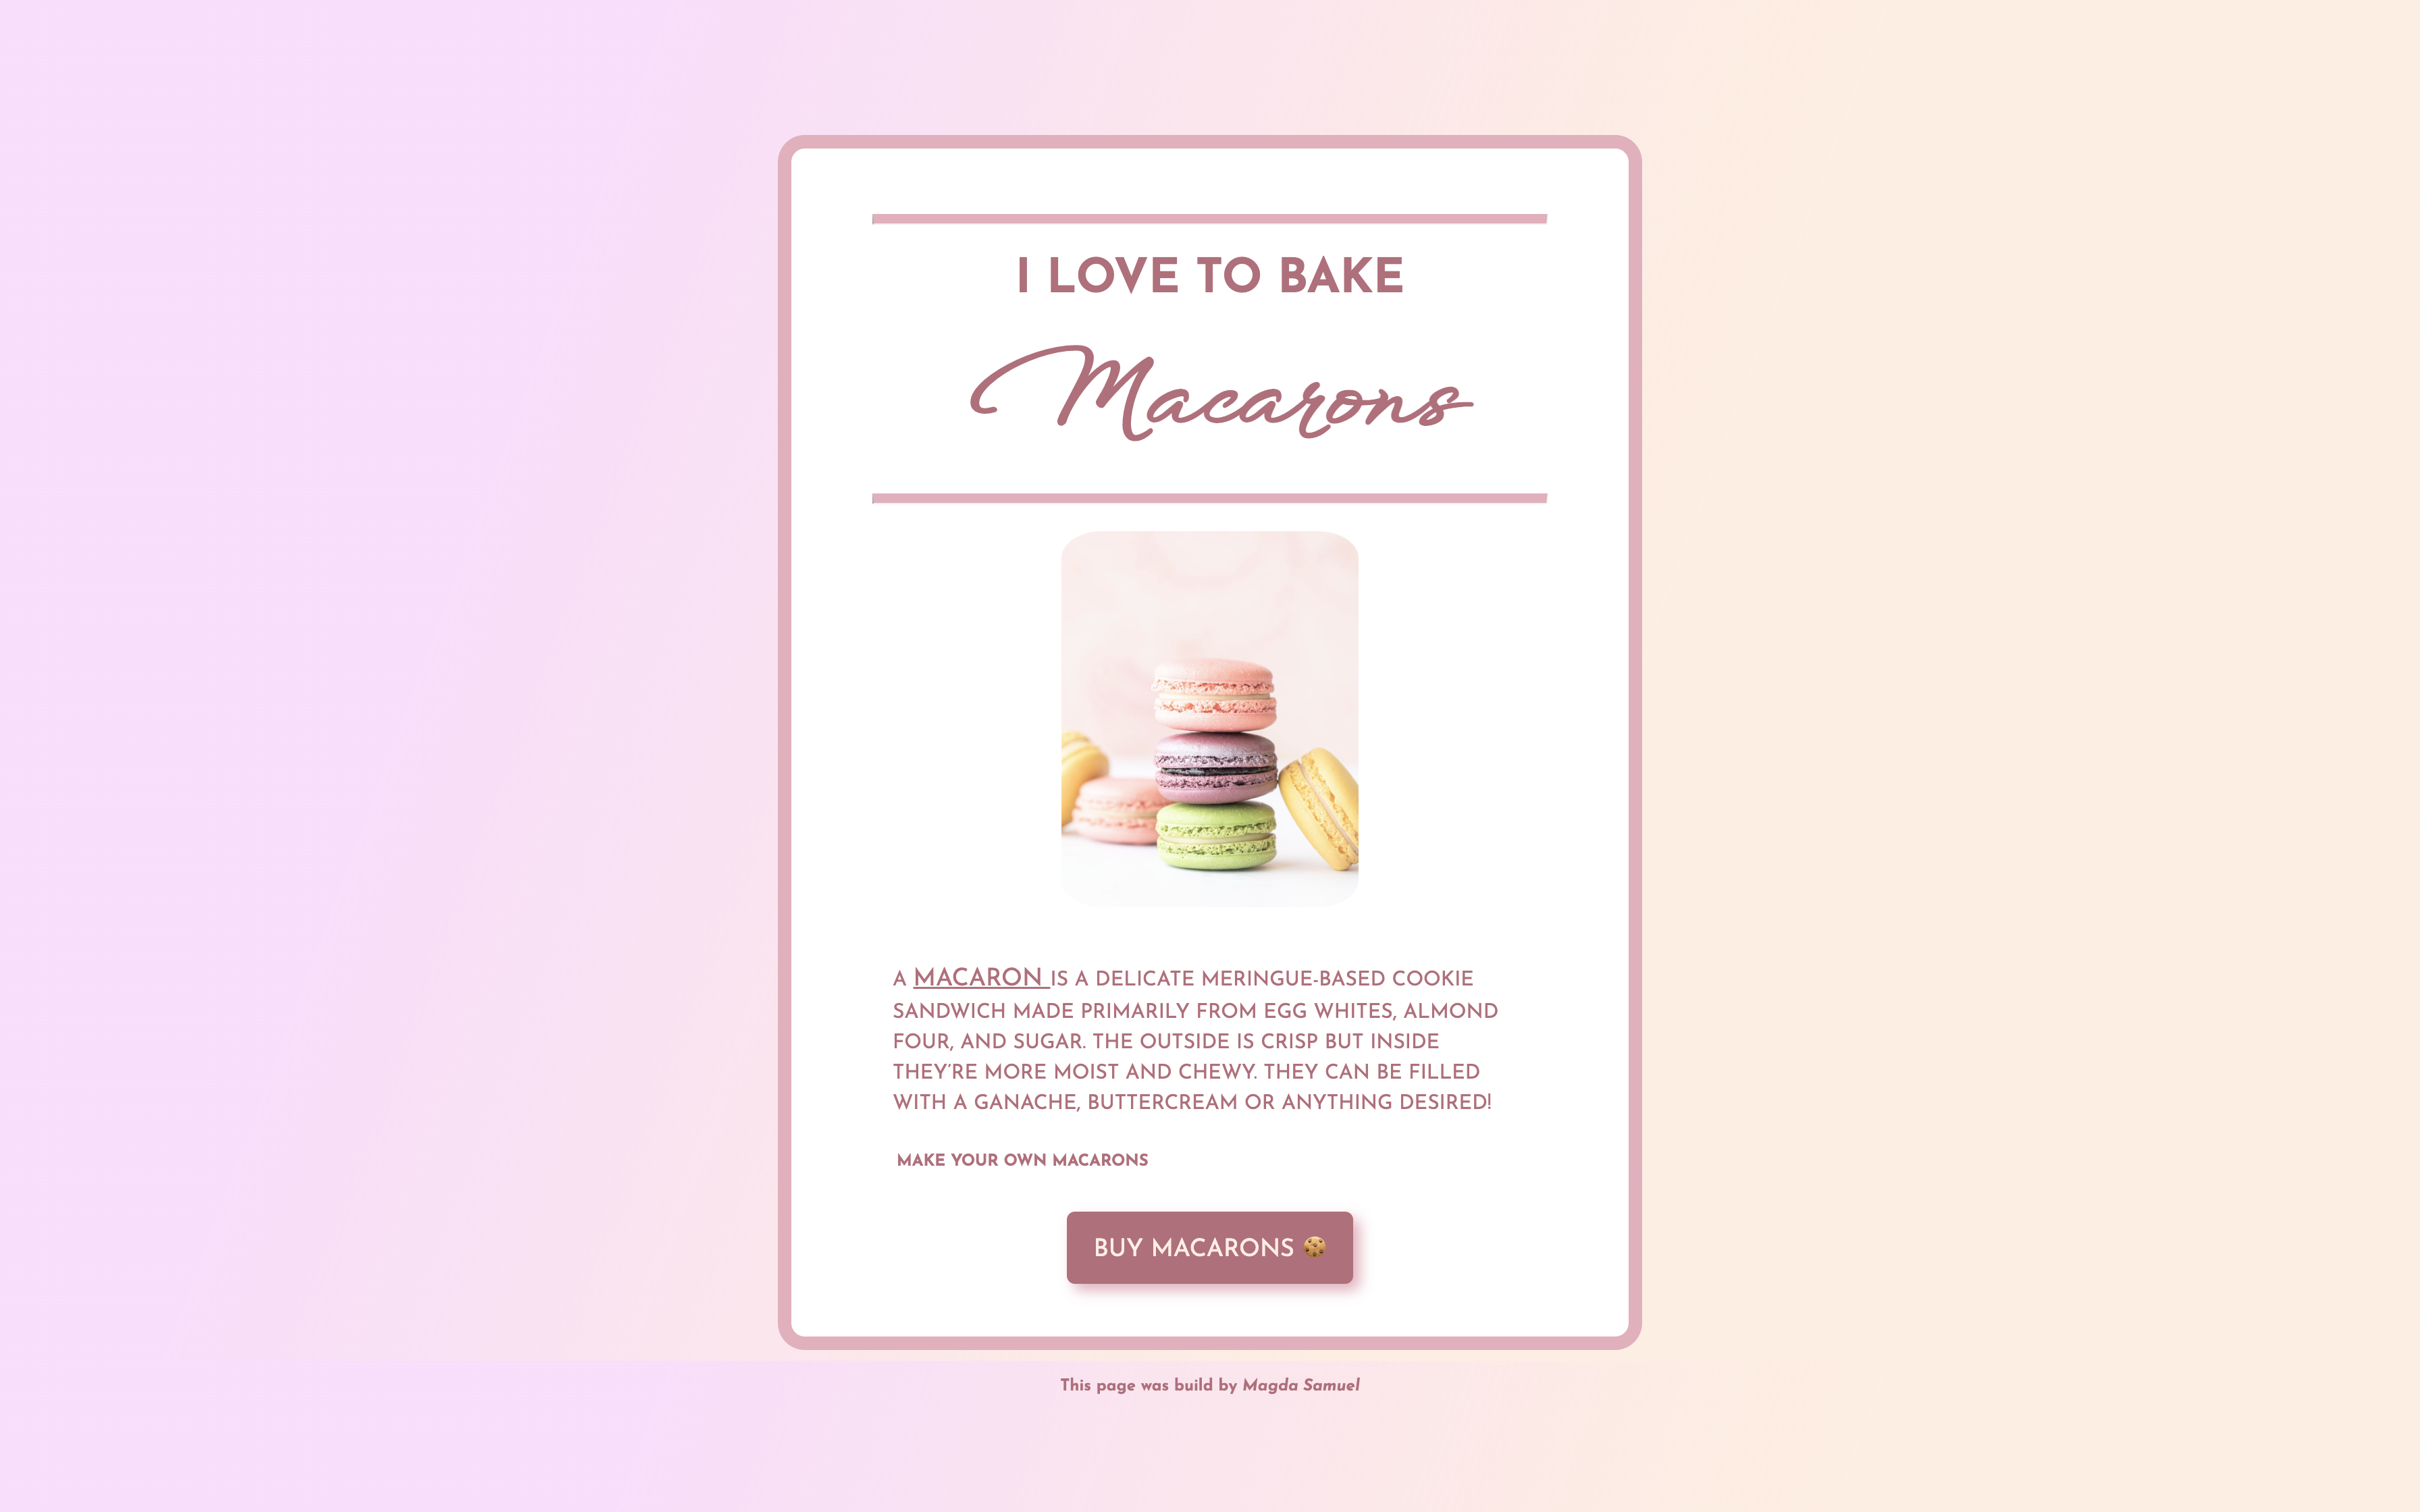 I LOVE TO BAKE
Macarons
A MACARON IS A DELICATE MERINGUE-BASED COOKIE
SANDWICH MADE PRIMARILY FROM EGG WHITES, ALMOND
FOUR, AND SUGAR. THE OUTSIDE IS CRISP BUT INSIDE
THEY'RE MORE MOIST AND CHEWY. THEY CAN BE FILLED
WITH A GANACHE, BUTTERCREAM OR ANYTHING DESIRED!
MAKE YOUR OWN MACARONS
BUY MACARONS 🍪
This page was build by Magda Samuel